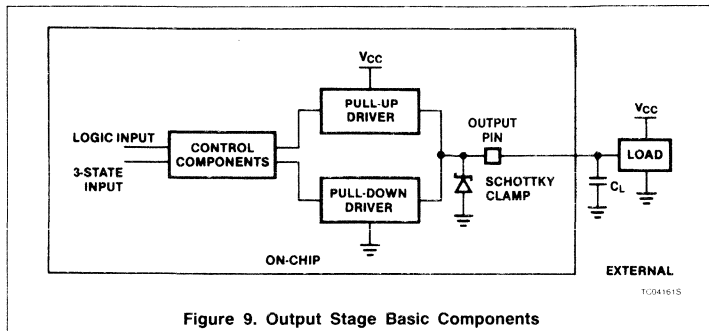 VCC
PULL-UP
DRIVER
OUTPUT
PIN
VCC
LOGIC INPUT
CONTROL
COMPONENTS
LOAD
3-STATE
INPUT
SCHOTTKY
CLAMP
CL
PULL-DOWN
DRIVER
ON-CHIP
EXTERNAL
TC04161S
Figure 9. Output Stage Basic Components